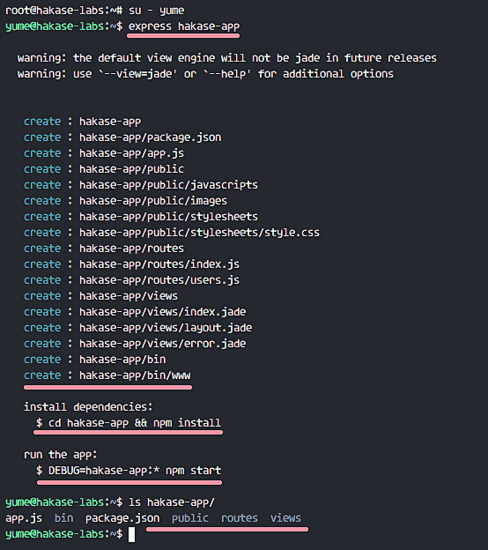 root@hakase-labs:~# su - yume
yume@hakase-labs:~$ express hakase-app
warning: the default view engine will not be jade in future releases
warning: use `--view=jade' or `--help' for additional options
create : hakase-app
create : hakase-app/package.json
create : hakase-app/app.js
create : hakase-app/public
create : hakase-app/public/javascripts
create : hakase-app/public/images
create : hakase-app/public/stylesheets
create : hakase-app/public/stylesheets/style.css
create : hakase-app/routes
create : hakase-app/routes/index.js
create : hakase-app/routes/users.js
create : hakase-app/views
create : hakase-app/views/index.jade
create : hakase-app/views/layout.jade
create : hakase-app/views/error.jade
create : hakase-app/bin
create : hakase-app/bin/www
install dependencies:
$ cd hakase-app && npm install
run the app:
$ DEBUG=hakase-app:* npm start
yume@hakase-labs:~$ ls hakase-app/
app.js bin package.json public routes views
yume@hakase-labs:~$